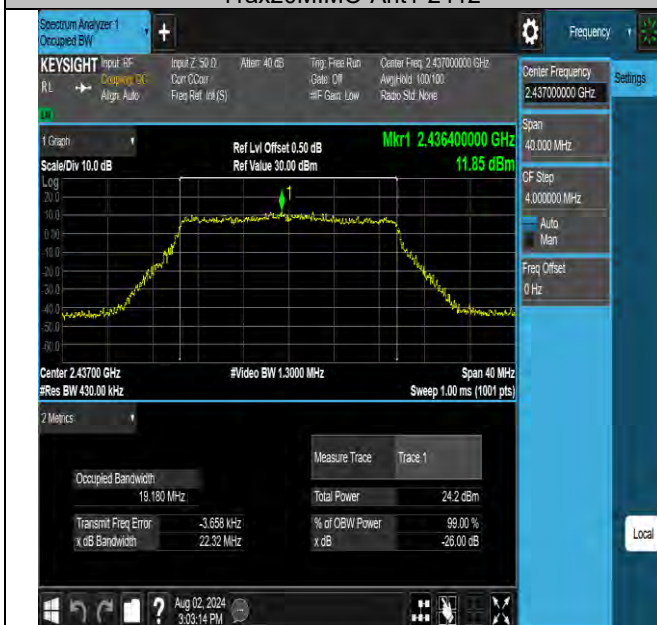 11ax20MIMO-Ant1-2412
Spectrum Analyzer 1
Occupied BW
Frequency
KEYSIGHT
Input: RF
Coupling: DC
Align: Auto
RL
Input Z: 50 Ω
Corr CCorr
Freq Ref: Int (S)
Atten: 40 dB
Trig: Free Run
Gate: Off
#IF Gain: Low
Center Freq: 2.437000000 GHz
Avg|Hold: 100/100
Radio Std: None
Center Frequency
2.437000000 GHz
Settings
Span
40.000 MHz
CF Step
4.000000 MHz
Auto
Man
Freq Offset
0 Hz
1 Graph
Scale/Div 10.0 dB
Ref Lvl Offset 0.50 dB
Ref Value 30.00 dBm
Mkr1 2.436400000 GHz
11.85 dBm
Log
20.0
10.0
0.00
-10.0
-20.0
-30.0
-40.0
-50.0
-60.0
1
Center 2.43700 GHz
#Res BW 430.00 kHz
#Video BW 1.3000 MHz
Span 40 MHz
Sweep 1.00 ms (1001 pts)
2 Metrics
Measure Trace Trace 1
Occupied Bandwidth
19.180 MHz
Total Power 24.2 dBm
Transmit Freq Error -3.658 kHz
% of OBW Power 99.00 %
x dB Bandwidth 22.32 MHz
x dB -26.00 dB
Local
Aug 02, 2024
3:03:14 PM